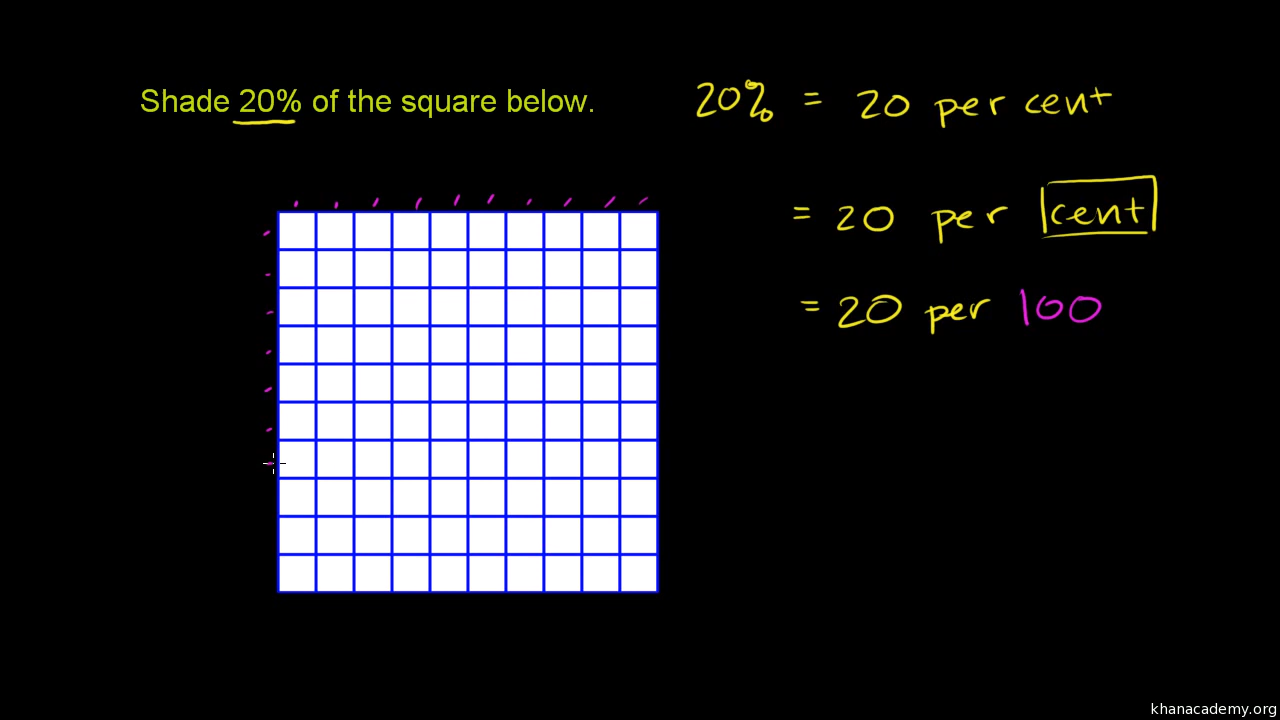 Shade 20% of the square below.
20% = 20 per cent
= 20 per cent
= 20 per 100
khanacademy.org